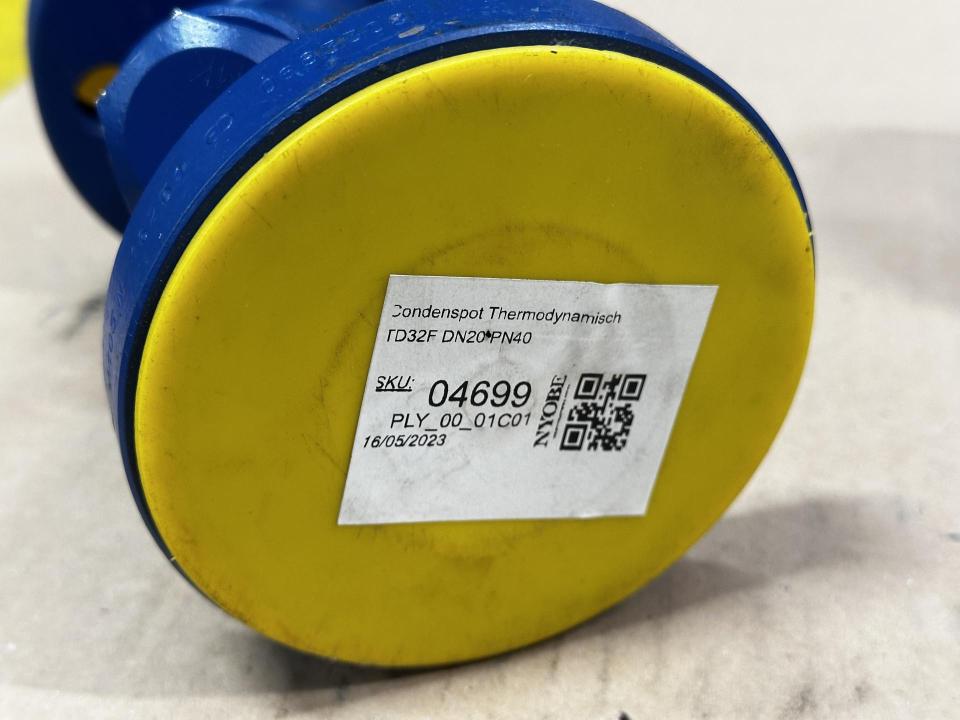 Condenspot Thermodynamisch
TD32F DN20 PN40
SKU: 04699
PLY_00_01C01
16/05/2023
NYOBE